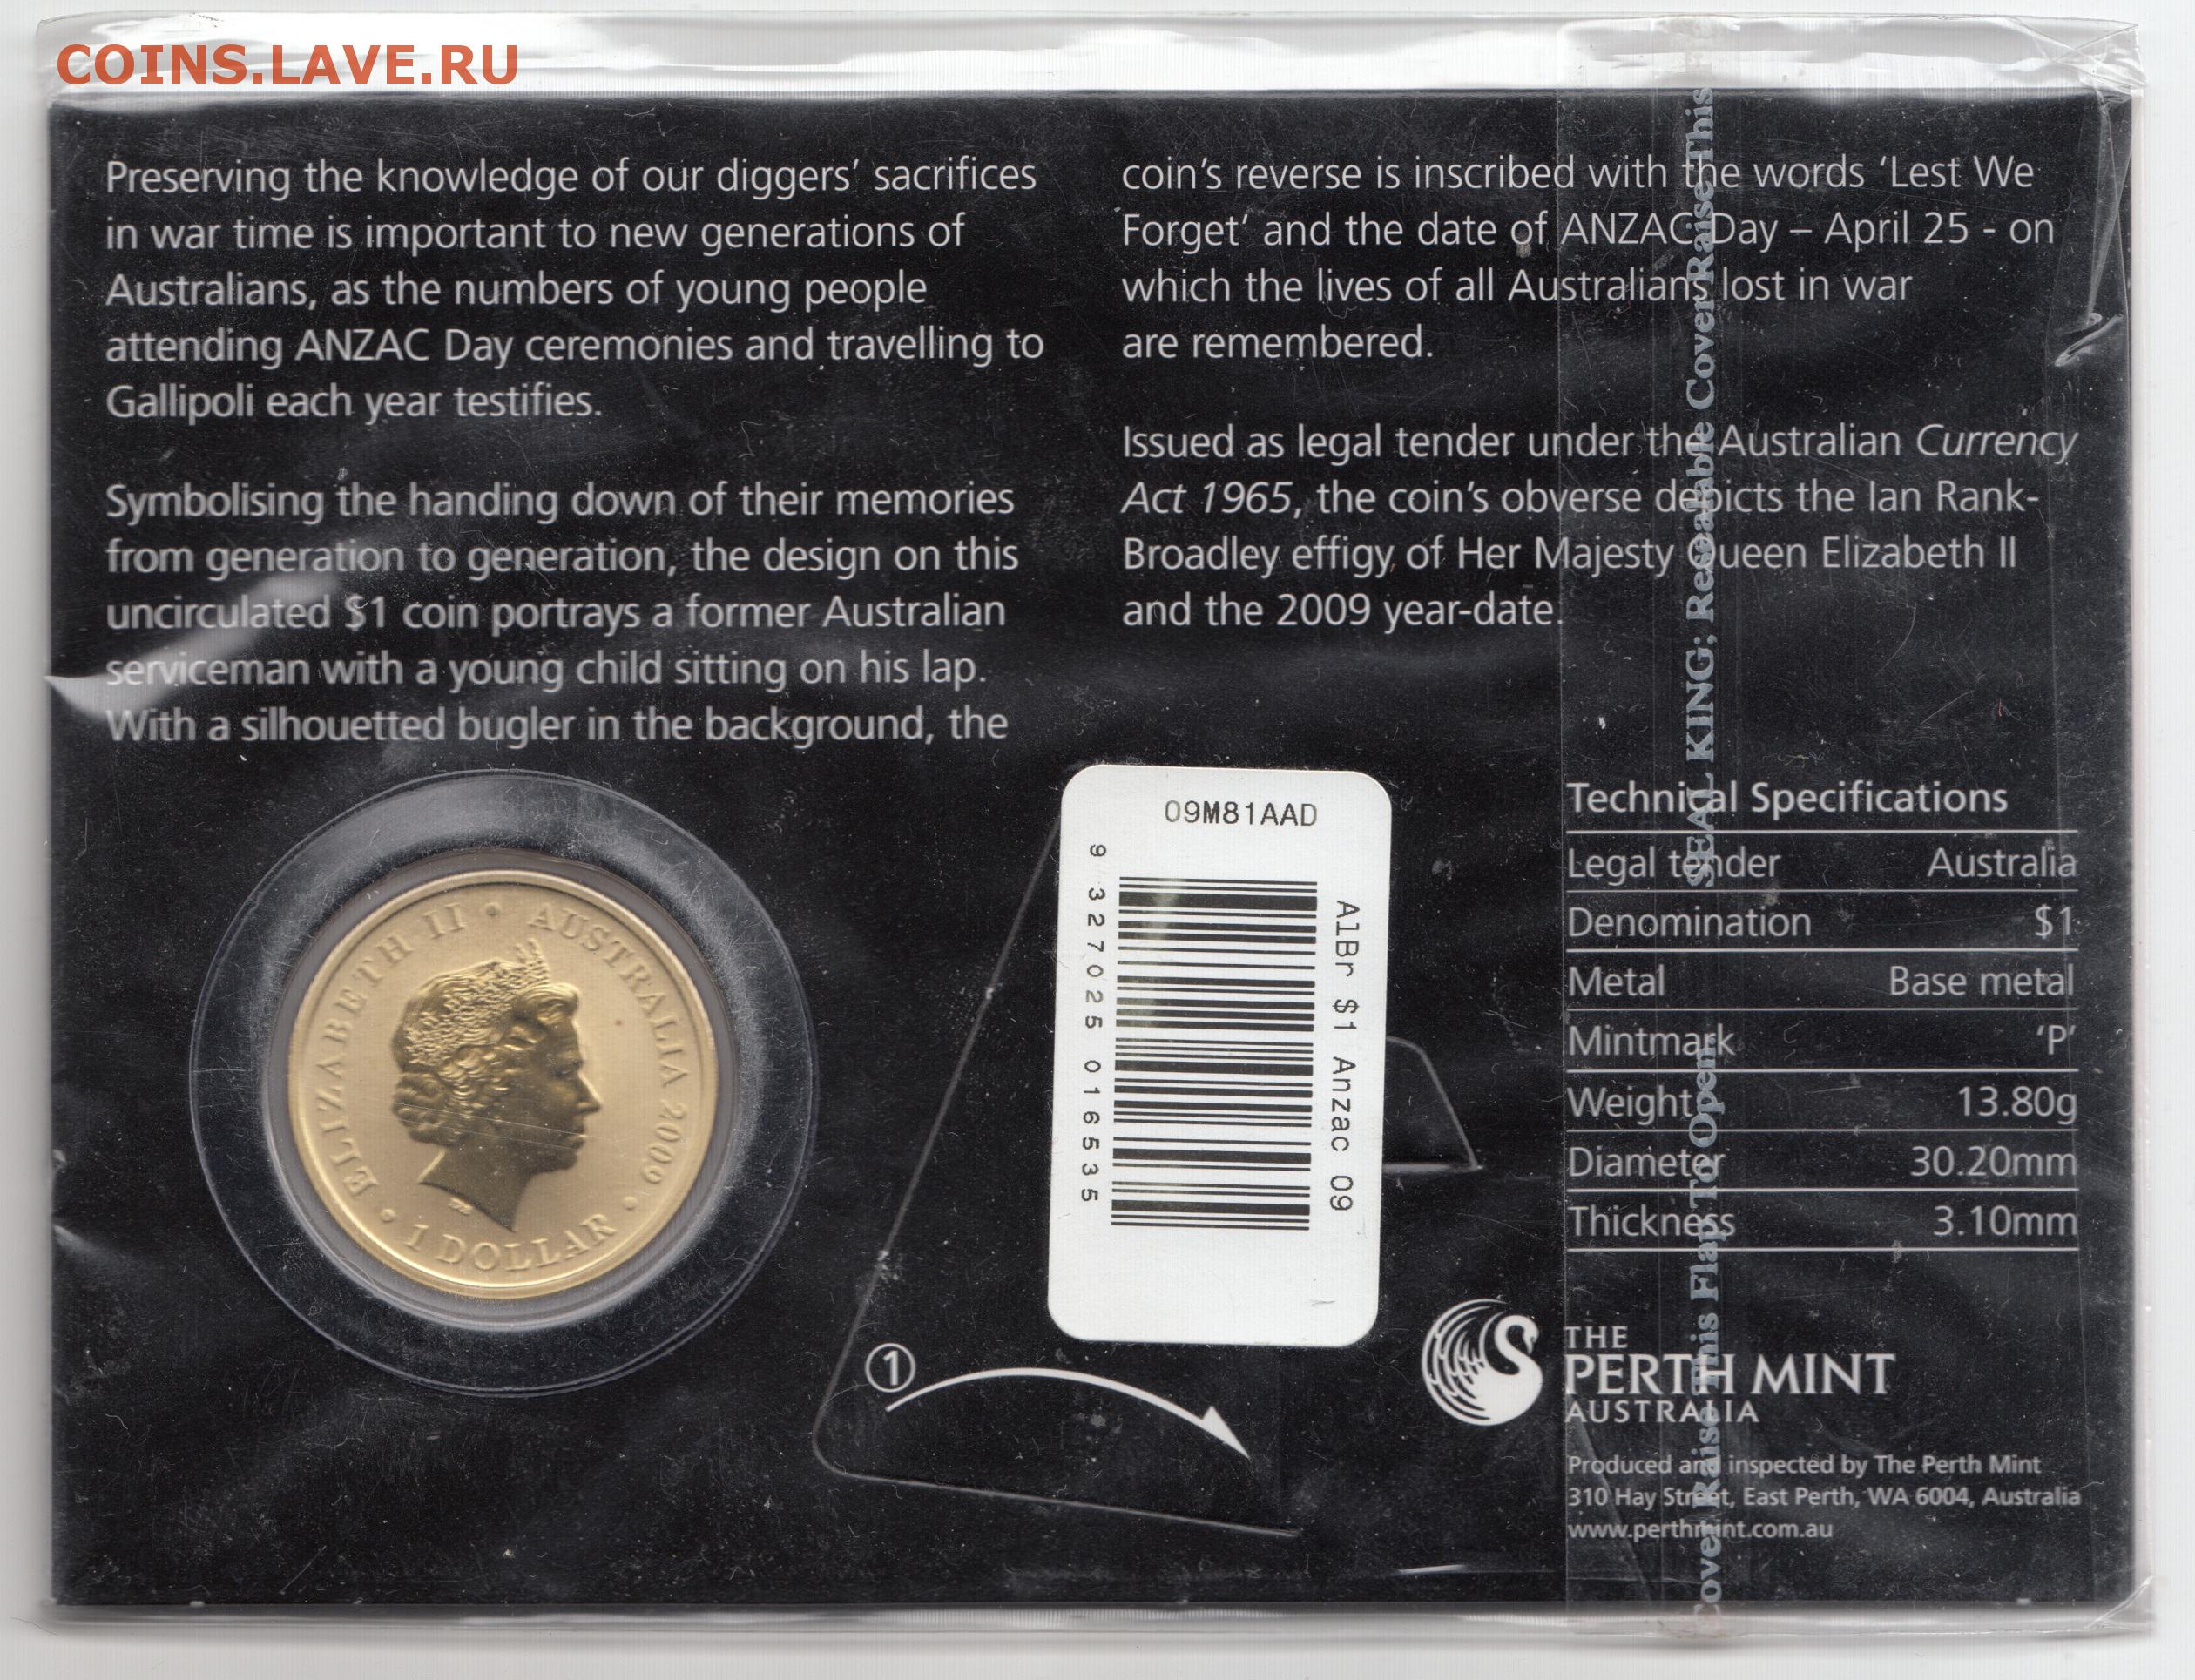 COINS.LAVE.RU
Preserving the knowledge of our diggers’ sacrifices
in war time is important to new generations of
Australians, as the numbers of young people
attending ANZAC Day ceremonies and travelling to
Gallipoli each year testifies.
Symbolising the handing down of their memories
from generation to generation, the design on this
uncirculated $1 coin portrays a former Australian
serviceman with a young child sitting on his lap.
With a silhouetted bugler in the background, the
coin’s reverse is inscribed with the words ‘Lest We
Forget’ and the date of ANZAC Day – April 25 - on
which the lives of all Australians lost in war
are remembered.
Issued as legal tender under the Australian Currency
Act 1965, the coin’s obverse depicts the Ian Rank-
Broadley effigy of Her Majesty Queen Elizabeth II
and the 2009 year-date.
ELIZABETH II • AUSTRALIA 2009
• 1 DOLLAR •
09M81AAD
9 327025 016535
AlBr $1 Anzac 09
1
Technical Specifications
Legal tender Australia
Denomination $1
Metal Base metal
Mintmark ‘P’
Weight 13.80g
Diameter 30.20mm
Thickness 3.10mm
THE
PERTH MINT
AUSTRALIA
Produced and inspected by The Perth Mint
310 Hay Street, East Perth, WA 6004, Australia
www.perthmint.com.au
Cover Raise This Flap To Open. SEAL KING; Resealable Cover Raise This